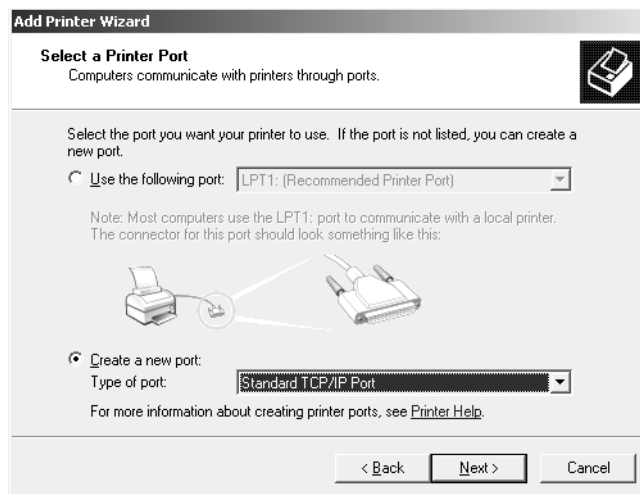 Add Printer Wizard
Select a Printer Port
Computers communicate with printers through ports.
Select the port you want your printer to use.  If the port is not listed, you can create a
new port.
Use the following port:
LPT1: (Recommended Printer Port)
Note: Most computers use the LPT1: port to communicate with a local printer.
The connector for this port should look something like this:
Create a new port:
Type of port:
Standard TCP/IP Port
For more information about creating printer ports, see Printer Help.
< Back
Next >
Cancel